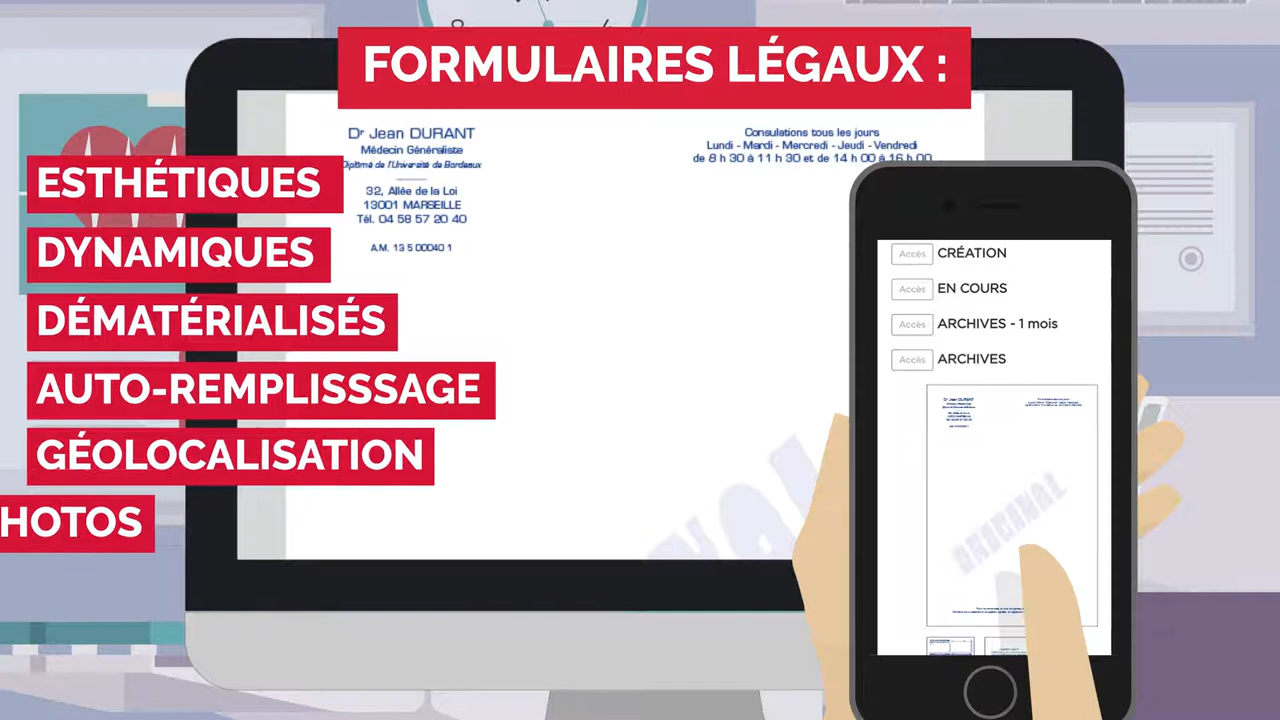 FORMULAIRES LÉGAUX :
Dr Jean DURANT
Médecin Généraliste
Diplômé de l'Université de Bordeaux
32, Allée de la Loi
13001 MARSEILLE
Tél. 04 58 57 20 40
A.M. 13 5 00040 1
Consulations tous les jours
Lundi - Mardi - Mercredi - Jeudi - Vendredi
de 8 h 30 à 11 h 30 et de 14 h 00 à 16 h 00
ESTHÉTIQUES
DYNAMIQUES
DÉMATÉRIALISÉS
AUTO-REMPLISSSAGE
GÉOLOCALISATION
HOTOS
Accès CRÉATION
Accès EN COURS
Accès ARCHIVES - 1 mois
Accès ARCHIVES
Dr Jean DURANT
ORIGINAL